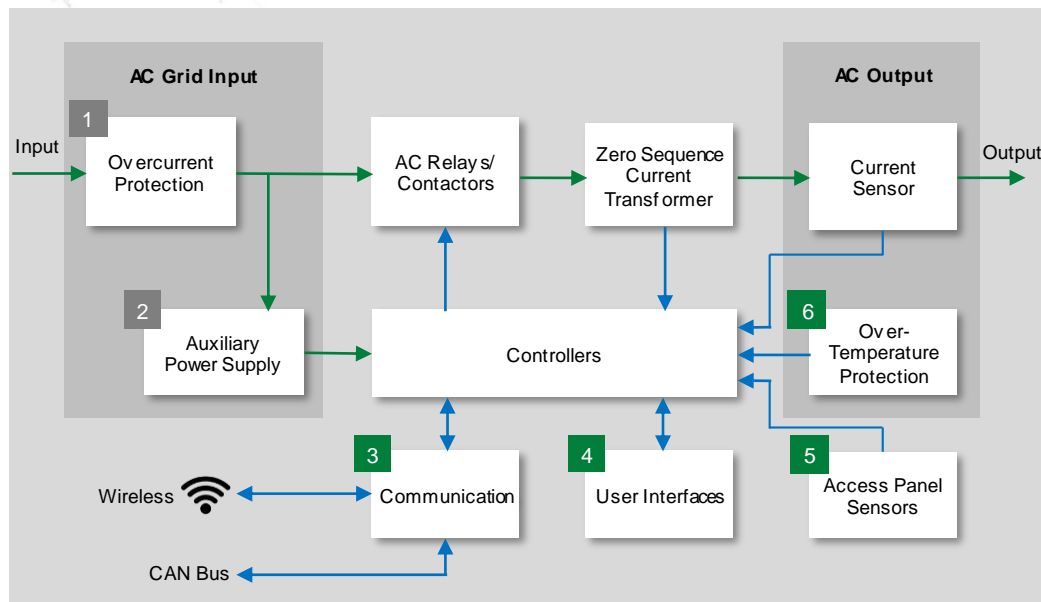 AC Grid Input
AC Output
1
Input
Overcurrent
Protection
AC Relays/
Contactors
Zero Sequence
Current
Transformer
Current
Sensor
Output
2
Auxiliary
Power Supply
Controllers
6
Over-
Temperature
Protection
3
Communication
4
User Interfaces
5
Access Panel
Sensors
Wireless
CAN Bus